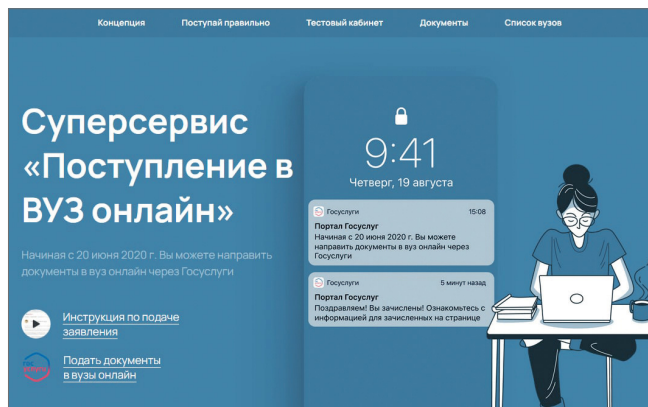 Концепция Поступай правильно Тестовый кабинет Документы Список вузов
Суперсервис
«Поступление в
ВУЗ онлайн»
Начиная с 20 июня 2020 г. Вы можете направить
документы в вуз онлайн через Госуслуги
Инструкция по подаче
заявления
Подать документы
в вузы онлайн
9:41
Четверг, 19 августа
Госуслуги 15:08
Портал Госуслуг
Начиная с 20 июня 2020 г. Вы можете
направить документы в вуз онлайн через
Госуслуги
Госуслуги 5 минут назад
Портал Госуслуг
Поздравляем! Вы зачислены! Ознакомьтесь с
информацией для зачисленных на странице